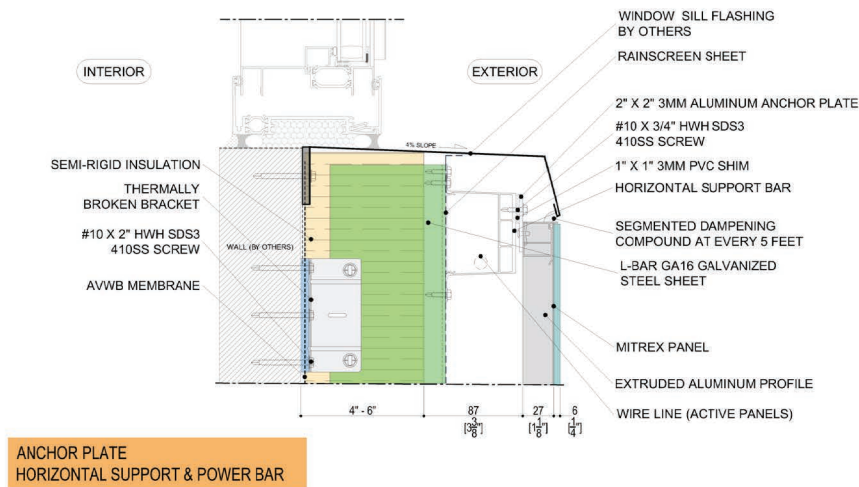 WINDOW SILL FLASHING
BY OTHERS
RAINSCREEN SHEET
INTERIOR
EXTERIOR
2" X 2" 3MM ALUMINUM ANCHOR PLATE
#10 X 3/4" HWH SDS3
410SS SCREW
4% SLOPE
1" X 1" 3MM PVC SHIM
SEMI-RIGID INSULATION
HORIZONTAL SUPPORT BAR
THERMALLY
BROKEN BRACKET
SEGMENTED DAMPENING
COMPOUND AT EVERY 5 FEET
#10 X 2" HWH SDS3
410SS SCREW
WALL (BY OTHERS)
L-BAR GA16 GALVANIZED
STEEL SHEET
AVWB MEMBRANE
MITREX PANEL
EXTRUDED ALUMINUM PROFILE
WIRE LINE (ACTIVE PANELS)
4" - 6"
87
[3 3/8"]
27
[1 1/8"]
6
[1/4"]
ANCHOR PLATE
HORIZONTAL SUPPORT & POWER BAR